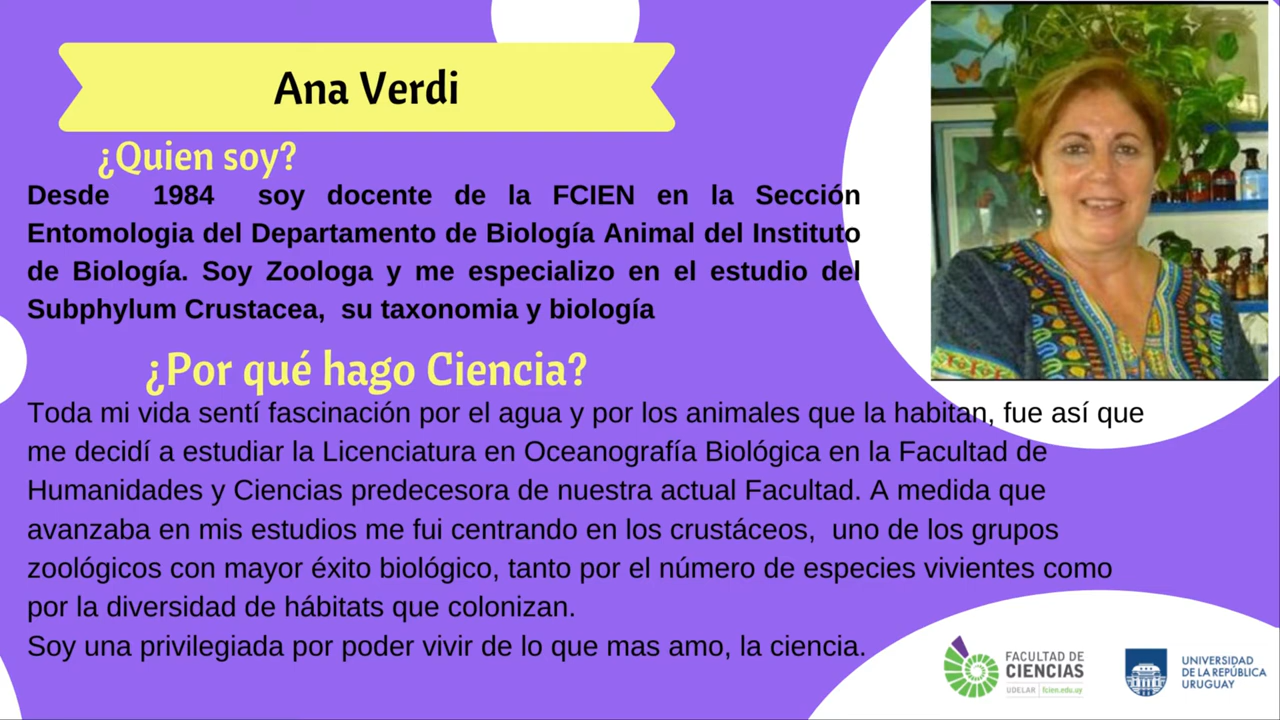 Ana Verdi
¿Quien soy?
Desde 1984 soy docente de la FCIEN en la Sección
Entomologia del Departamento de Biología Animal del Instituto
de Biología. Soy Zoologa y me especializo en el estudio del
Subphylum Crustacea, su taxonomia y biología
¿Por qué hago Ciencia?
Toda mi vida sentí fascinación por el agua y por los animales que la habitan, fue así que
me decidí a estudiar la Licenciatura en Oceanografía Biológica en la Facultad de
Humanidades y Ciencias predecesora de nuestra actual Facultad. A medida que
avanzaba en mis estudios me fui centrando en los crustáceos, uno de los grupos
zoológicos con mayor éxito biológico, tanto por el número de especies vivientes como
por la diversidad de hábitats que colonizan.
Soy una privilegiada por poder vivir de lo que mas amo, la ciencia.
FACULTAD DE
CIENCIAS
UDELAR | fcien.edu.uy
UNIVERSIDAD
DE LA REPÚBLICA
URUGUAY